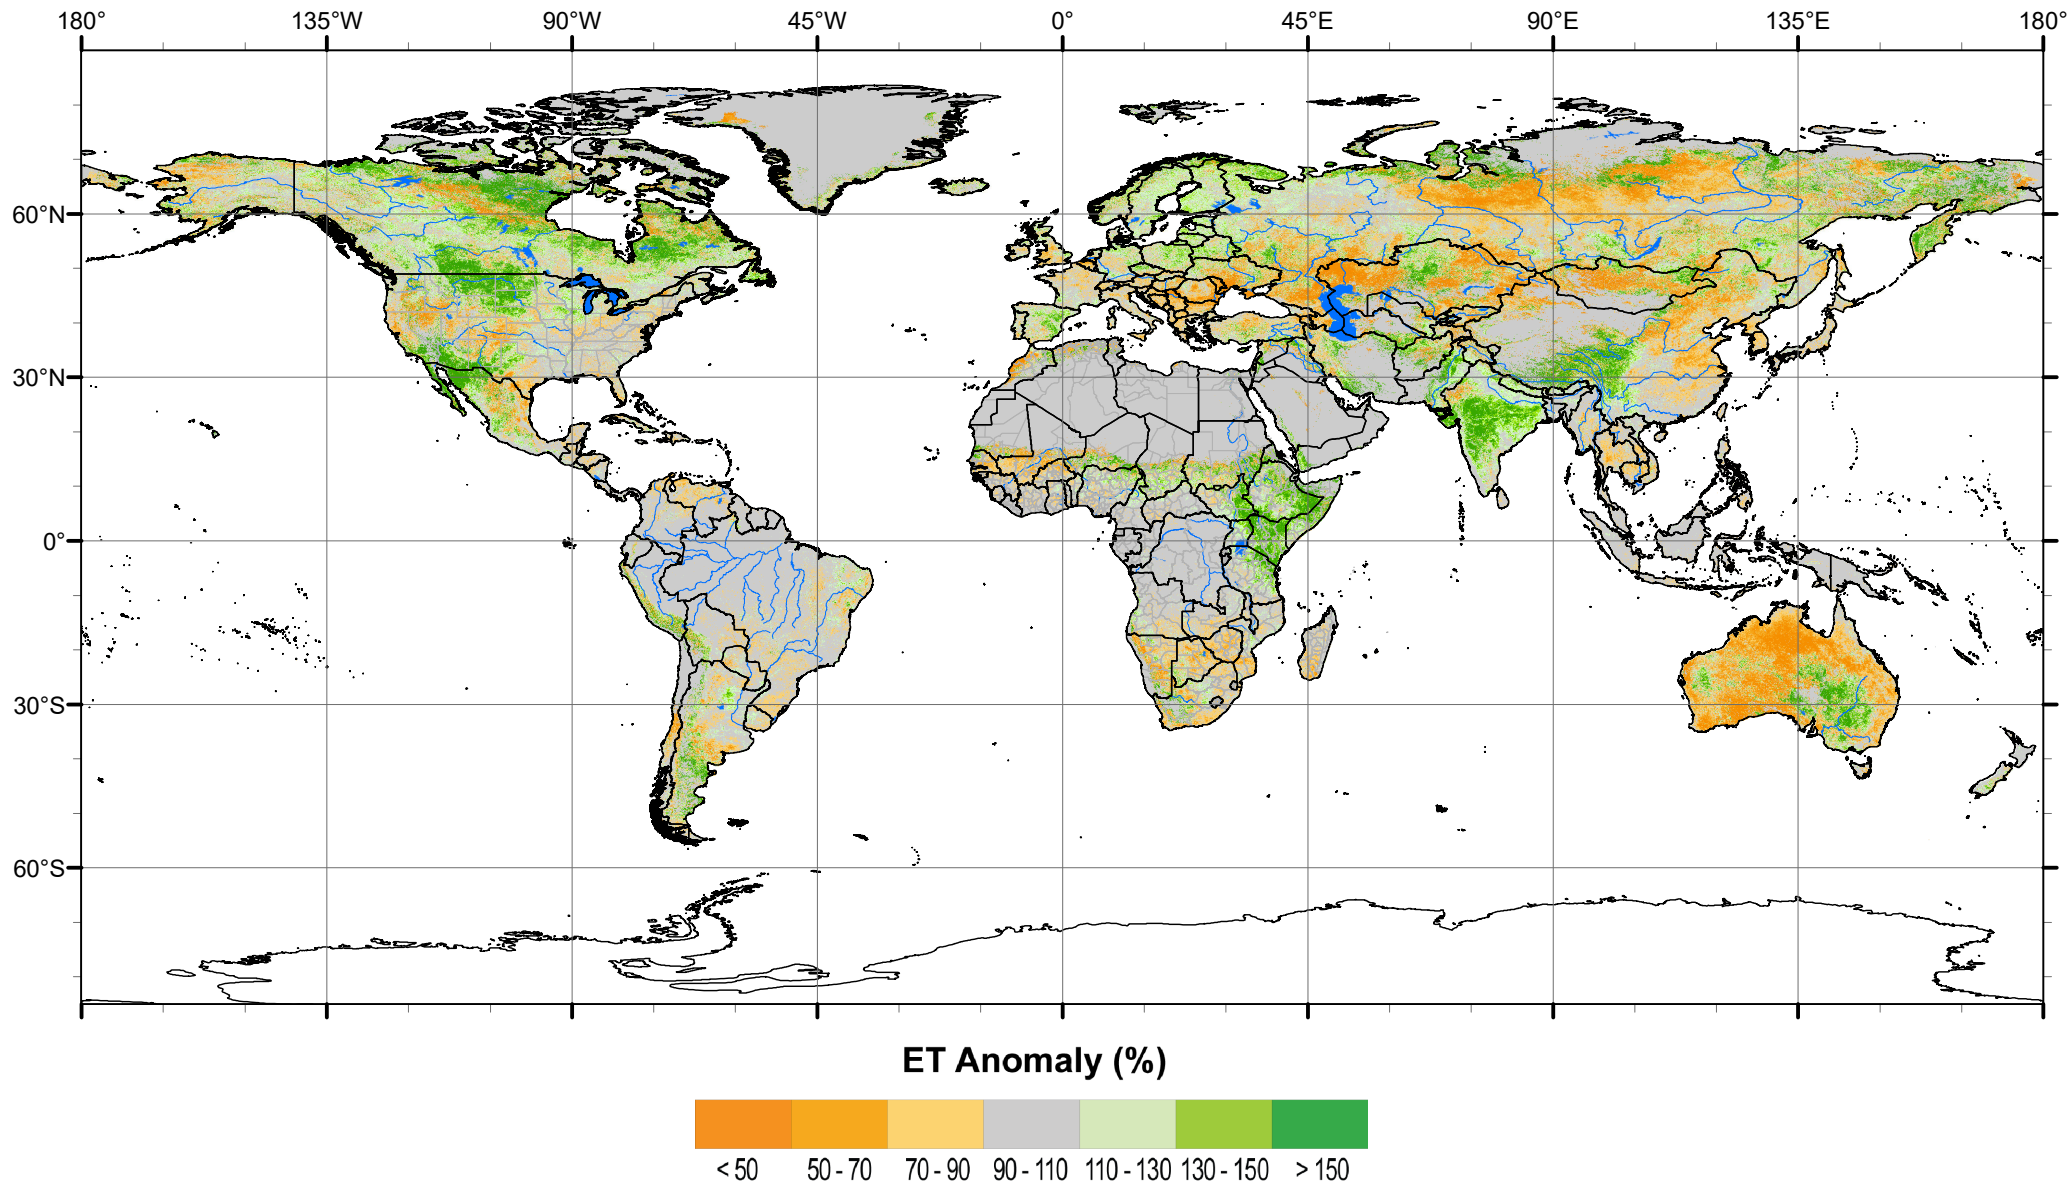 180° 135°W 90°W 45°W 0° 45°E 90°E 135°E 180°
60°N
30°N
0°
30°S
60°S
ET Anomaly (%)
< 50 50 - 70 70 - 90 90 - 110 110 - 130 130 - 150 > 150